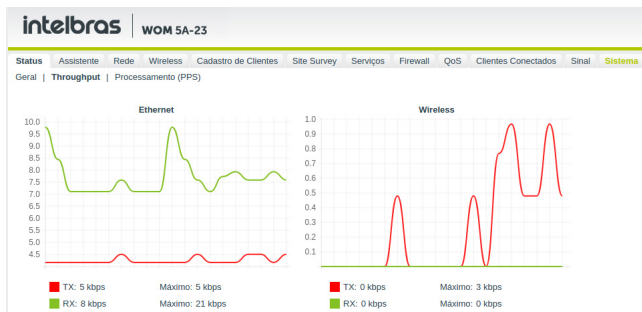 intelbras WOM 5A-23
Status Assistente Rede Wireless Cadastro de Clientes Site Survey Serviços Firewall QoS Clientes Conectados Sinal Sistema
Geral | Throughput | Processamento (PPS)
Ethernet
10.0
9.5
9.0
8.5
8.0
7.5
7.0
6.5
6.0
5.5
5.0
4.5
TX: 5 kbps Máximo: 5 kbps
RX: 8 kbps Máximo: 21 kbps
Wireless
1.0
0.9
0.8
0.7
0.6
0.5
0.4
0.3
0.2
0.1
TX: 0 kbps Máximo: 3 kbps
RX: 0 kbps Máximo: 0 kbps